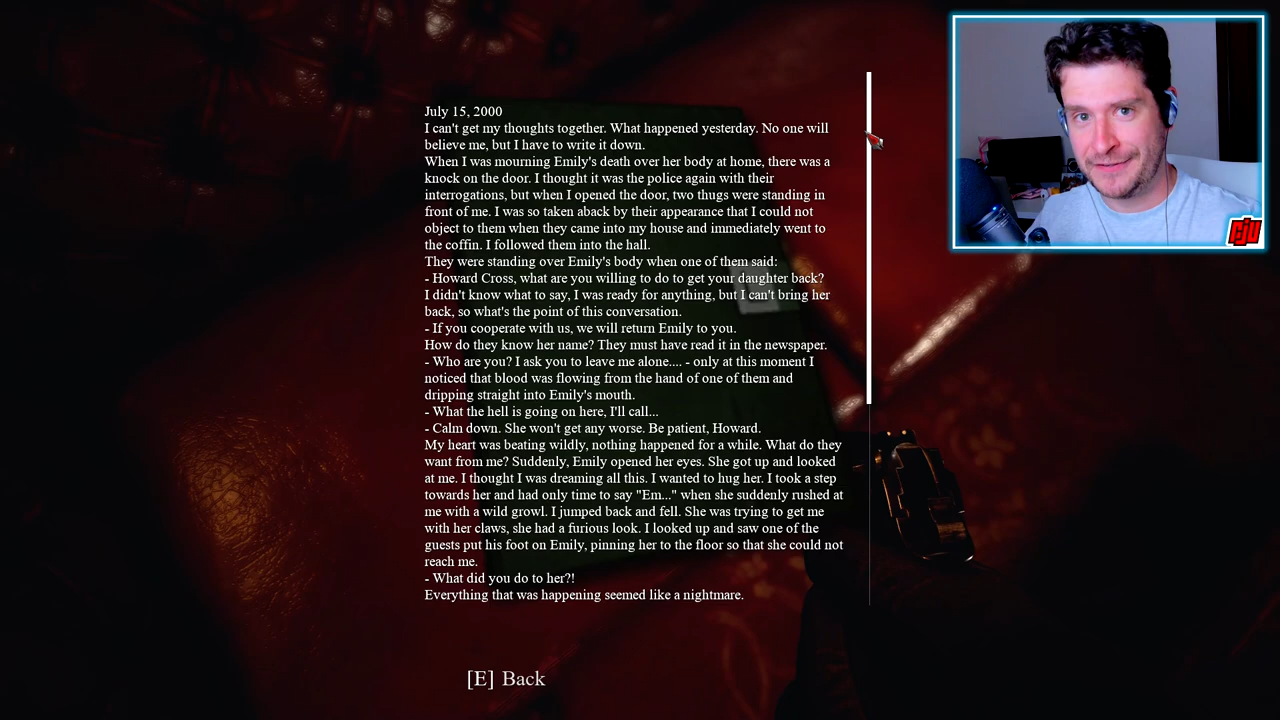 July 15, 2000
I can't get my thoughts together. What happened yesterday. No one will
believe me, but I have to write it down.
When I was mourning Emily's death over her body at home, there was a
knock on the door. I thought it was the police again with their
interrogations, but when I opened the door, two thugs were standing in
front of me. I was so taken aback by their appearance that I could not
object to them when they came into my house and immediately went to
the coffin. I followed them into the hall.
They were standing over Emily's body when one of them said:
- Howard Cross, what are you willing to do to get your daughter back?
I didn't know what to say, I was ready for anything, but I can't bring her
back, so what's the point of this conversation.
- If you cooperate with us, we will return Emily to you.
How do they know her name? They must have read it in the newspaper.
- Who are you? I ask you to leave me alone.... - only at this moment I
noticed that blood was flowing from the hand of one of them and
dripping straight into Emily's mouth.
- What the hell is going on here, I'll call...
- Calm down. She won't get any worse. Be patient, Howard.
My heart was beating wildly, nothing happened for a while. What do they
want from me? Suddenly, Emily opened her eyes. She got up and looked
at me. I thought I was dreaming all this. I wanted to hug her. I took a step
towards her and had only time to say "Em..." when she suddenly rushed at
me with a wild growl. I jumped back and fell. She was trying to get me
with her claws, she had a furious look. I looked up and saw one of the
guests put his foot on Emily, pinning her to the floor so that she could not
reach me.
- What did you do to her?!
Everything that was happening seemed like a nightmare.
[E] Back
CJU